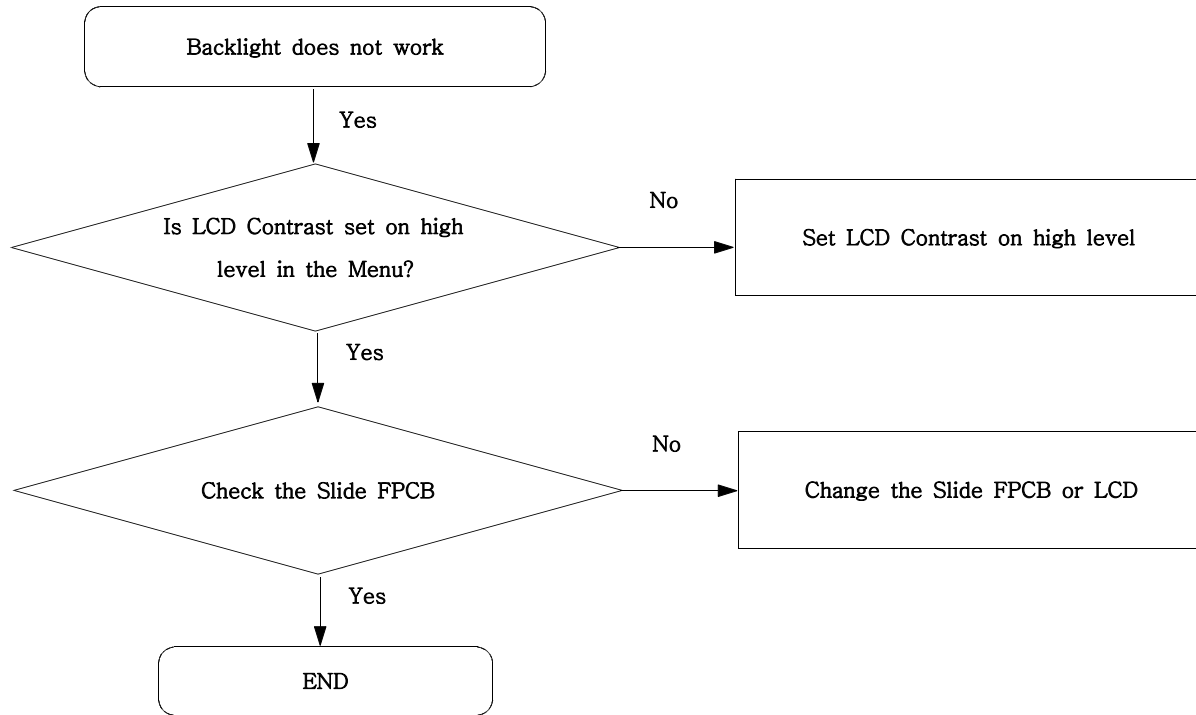 Backlight does not work
Yes
Is LCD Contrast set on high
level in the Menu?
No
Set LCD Contrast on high level
Yes
Check the Slide FPCB
No
Change the Slide FPCB or LCD
Yes
END